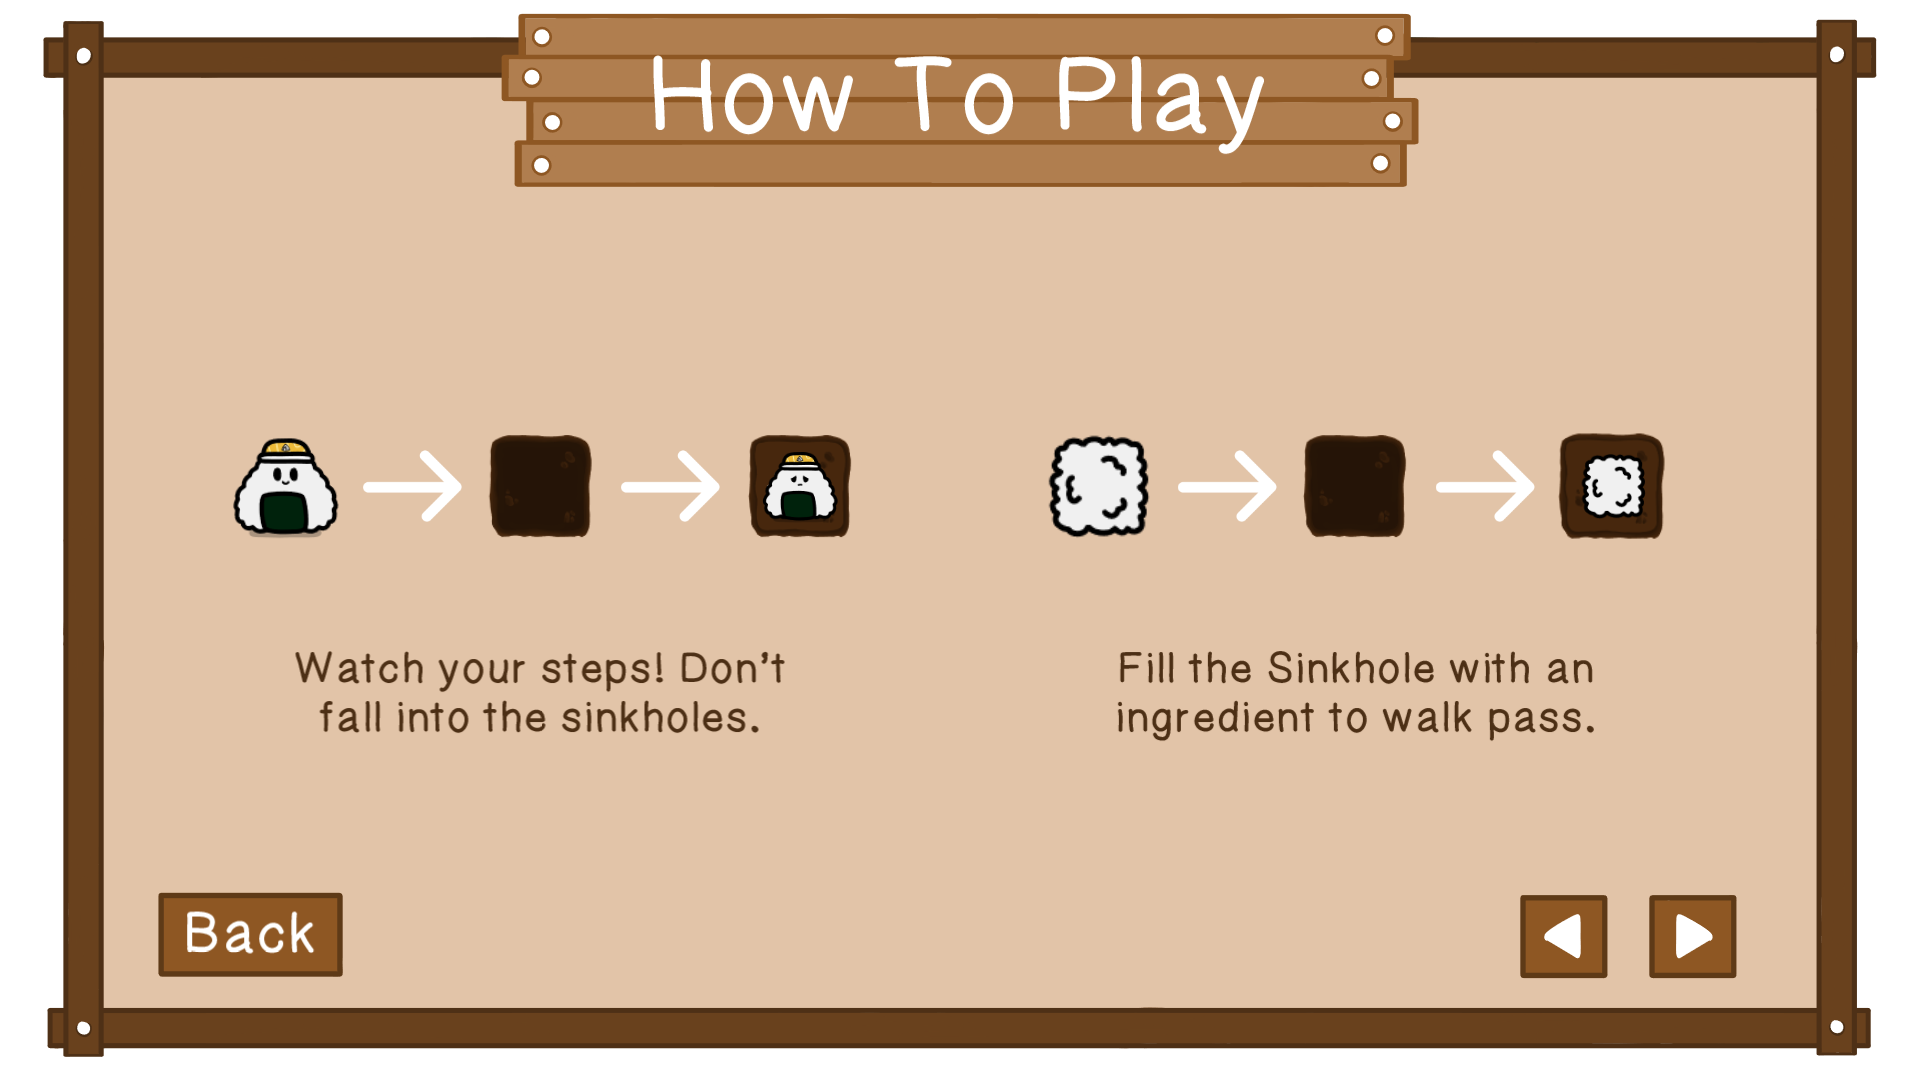 How To Play
Watch your steps! Don't
fall into the sinkholes.
Fill the Sinkhole with an
ingredient to walk pass.
Back